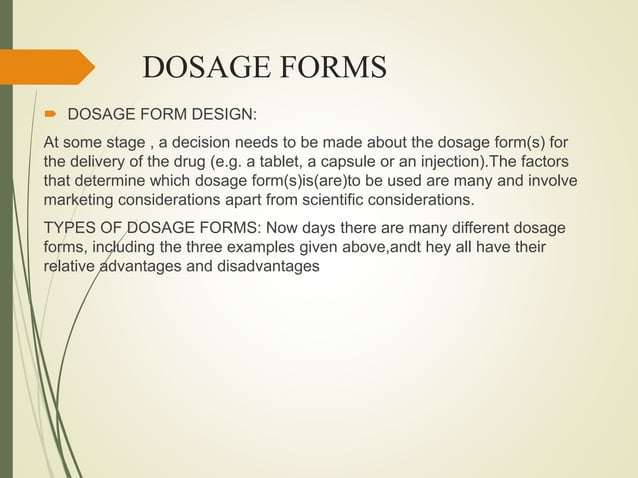 DOSAGE FORMS
DOSAGE FORM DESIGN:
At some stage , a decision needs to be made about the dosage form(s) for
the delivery of the drug (e.g. a tablet, a capsule or an injection).The factors
that determine which dosage form(s)is(are)to be used are many and involve
marketing considerations apart from scientific considerations.
TYPES OF DOSAGE FORMS: Now days there are many different dosage
forms, including the three examples given above,andt hey all have their
relative advantages and disadvantages